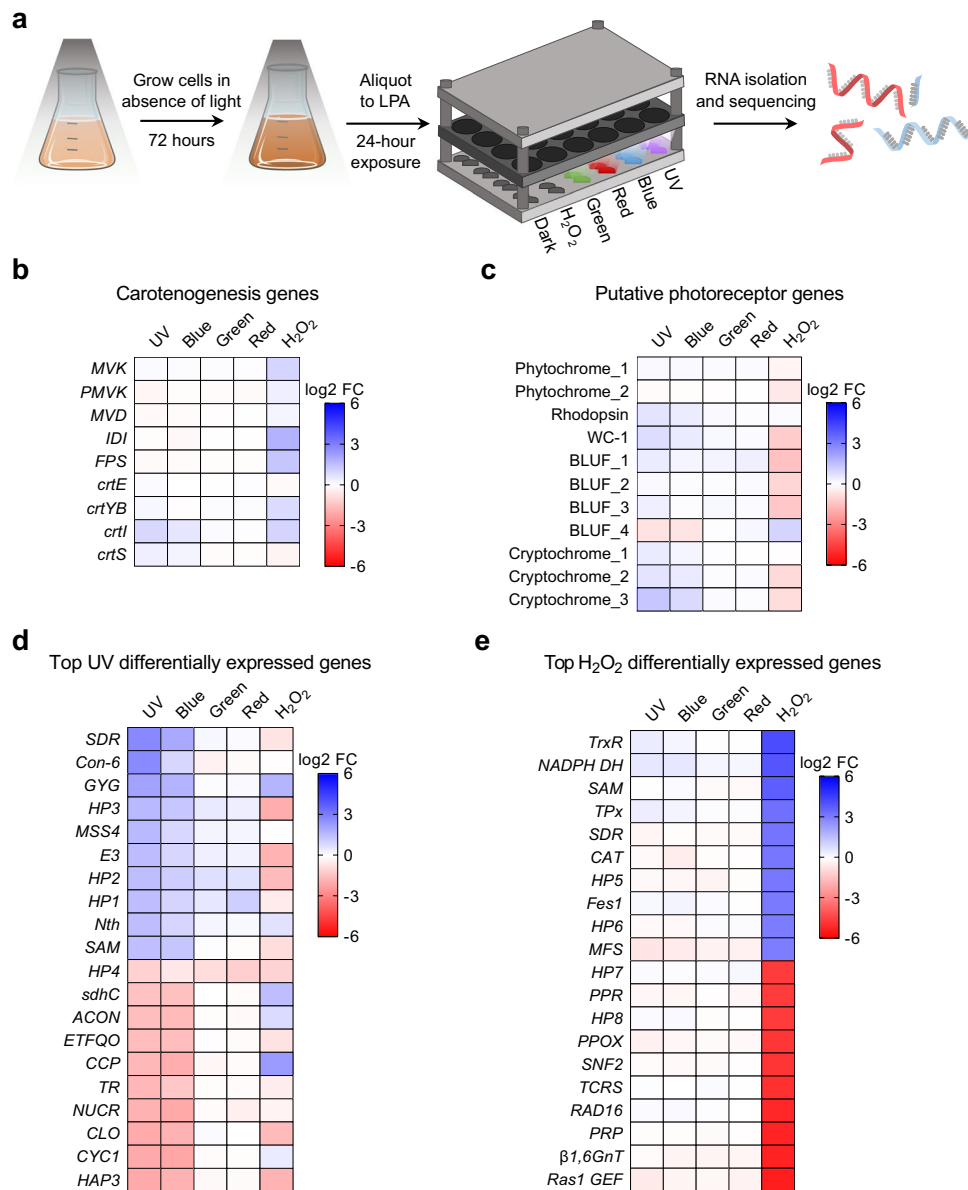 a
Grow cells in
absence of light
72 hours
Aliquot
to LPA
24-hour
exposure
RNA isolation
and sequencing
Dark
H₂O₂
Green
Red
Blue
UV
b
Carotenogenesis genes
UV Blue Green Red H₂O₂
MVK
PMVK
MVD
IDI
FPS
crtE
crtYB
crtI
crtS
log2 FC
6
3
0
-3
-6
c
Putative photoreceptor genes
UV Blue Green Red H₂O₂
Phytochrome_1
Phytochrome_2
Rhodopsin
WC-1
BLUF_1
BLUF_2
BLUF_3
BLUF_4
Cryptochrome_1
Cryptochrome_2
Cryptochrome_3
log2 FC
6
3
0
-3
-6
d
Top UV differentially expressed genes
UV Blue Green Red H₂O₂
SDR
Con-6
GYG
HP3
MSS4
E3
HP2
HP1
Nth
SAM
HP4
sdhC
ACON
ETFQO
CCP
TR
NUCR
CLO
CYC1
HAP3
log2 FC
6
3
0
-3
-6
e
Top H₂O₂ differentially expressed genes
UV Blue Green Red H₂O₂
TrxR
NADPH DH
SAM
TPx
SDR
CAT
HP5
Fes1
HP6
MFS
HP7
PPR
HP8
PPOX
SNF2
TCRS
RAD16
PRP
β1,6GnT
Ras1 GEF
log2 FC
6
3
0
-3
-6